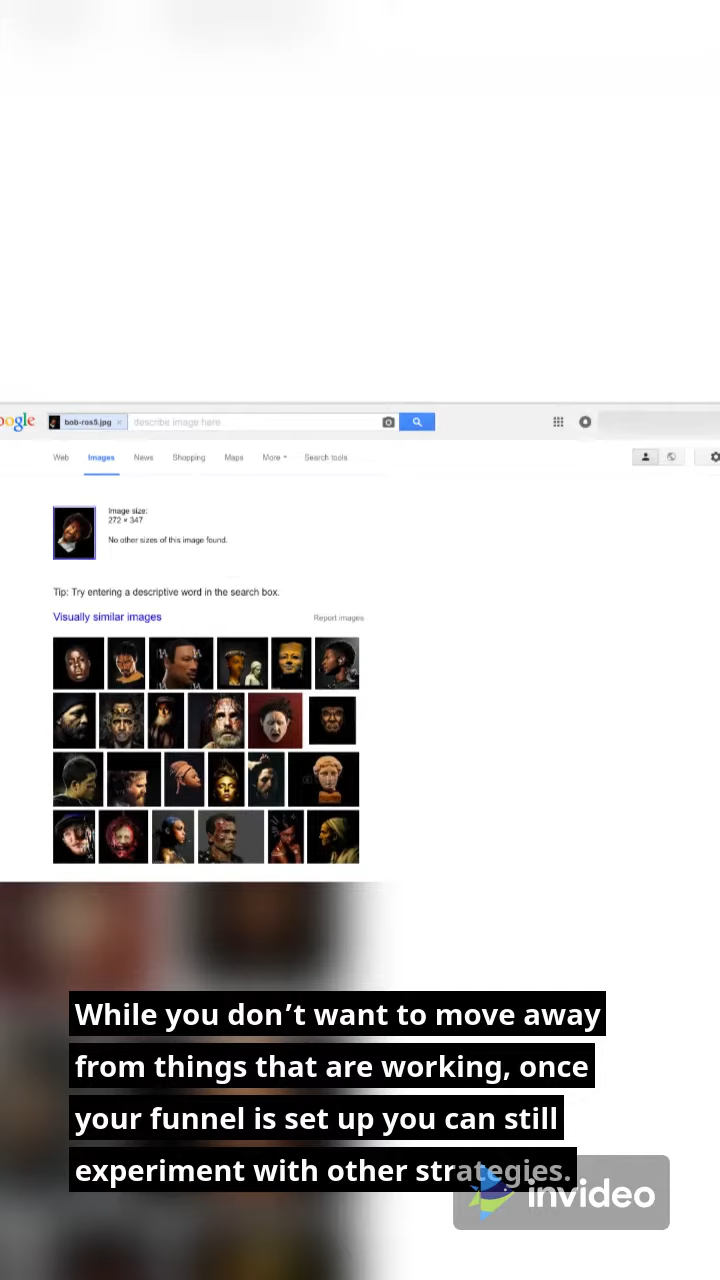 oogle
bob-ros5.jpg × describe image here
Web Images News Shopping Maps More Search tools
Image size:
272 × 347
No other sizes of this image found.
Tip: Try entering a descriptive word in the search box.
Visually similar images
Report images
While you don’t want to move away
from things that are working, once
your funnel is set up you can still
experiment with other strategies.
invideo